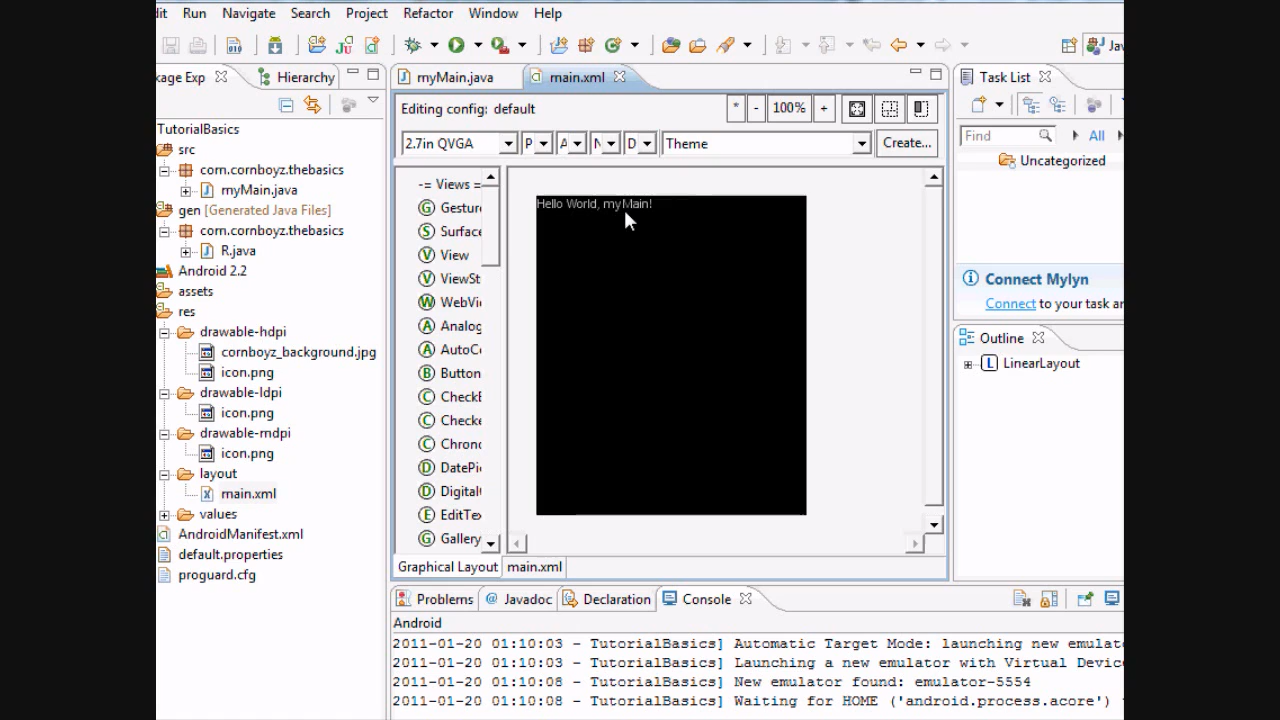 dit Run Navigate Search Project Refactor Window Help
Jav
kage Exp Hierarchy
TutorialBasics
src
com.cornboyz.thebasics
myMain.java
gen [Generated Java Files]
com.cornboyz.thebasics
R.java
Android 2.2
assets
res
drawable-hdpi
cornboyz_background.jpg
icon.png
drawable-ldpi
icon.png
drawable-mdpi
icon.png
layout
main.xml
values
AndroidManifest.xml
default.properties
proguard.cfg
myMain.java main.xml
Editing config: default
* - 100% +
2.7in QVGA P A N D Theme Create...
-= Views =
G Gesture
S Surface
V View
V ViewSt
W WebVi
A Analog
A AutoCo
B Button
C CheckB
C Checke
C Chrono
D DatePi
D Digital
E EditTex
G Gallery
Hello World, myMain!
Graphical Layout main.xml
Task List
Find All
Uncategorized
Connect Mylyn
Connect to your task an
Outline
L LinearLayout
Problems @ Javadoc Declaration Console
Android
2011-01-20 01:10:03 - TutorialBasics] Automatic Target Mode: launching new emulat
2011-01-20 01:10:03 - TutorialBasics] Launching a new emulator with Virtual Devic
2011-01-20 01:10:08 - TutorialBasics] New emulator found: emulator-5554
2011-01-20 01:10:08 - TutorialBasics] Waiting for HOME ('android.process.acore')